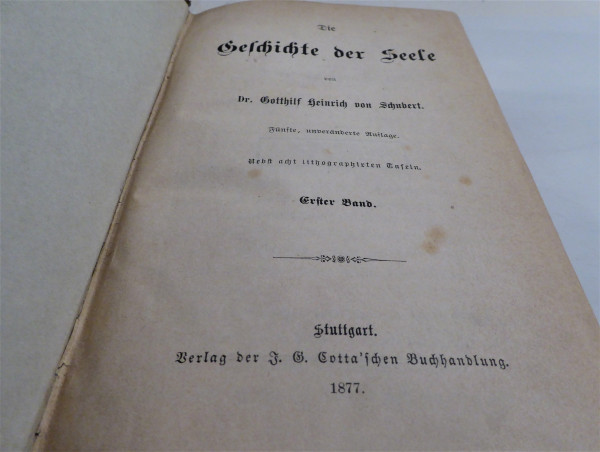 Die
Geschichte der Seele
von
Dr. Gotthilf Heinrich von Schubert.
Fünfte, unveränderte Auflage.
Nebst acht lithographirten Tafeln.
Erster Band.
Stuttgart.
Verlag der J. G. Cotta'schen Buchhandlung.
1877.